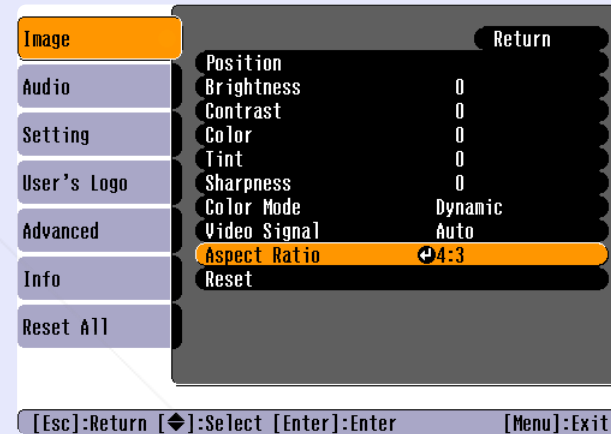 Image
Audio
Setting
User's Logo
Advanced
Info
Reset All
Return
Position
Brightness 0
Contrast 0
Color 0
Tint 0
Sharpness 0
Color Mode Dynamic
Video Signal Auto
Aspect Ratio 4:3
Reset
[Esc]:Return [◆]:Select [Enter]:Enter [Menu]:Exit